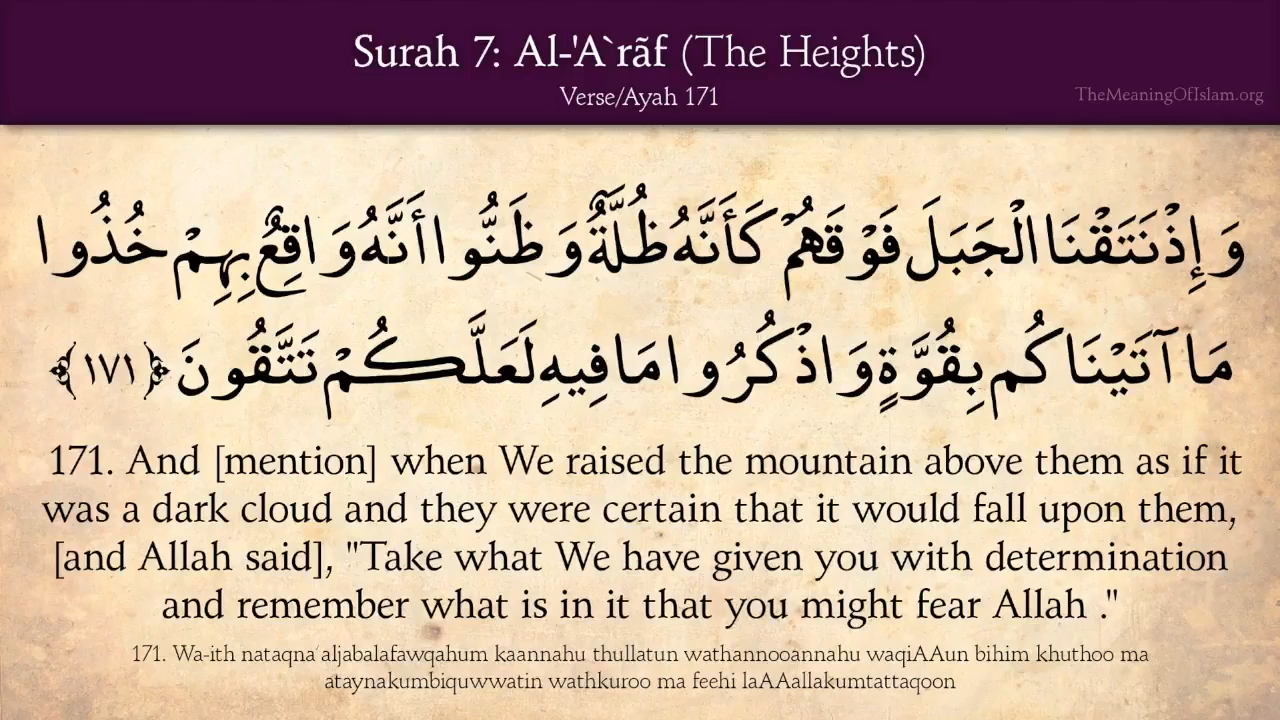 Surah 7: Al-'A`rãf (The Heights)
Verse/Ayah 171
TheMeaningOfIslam.org
وَإِذْ نَتَقْنَا الْجَبَلَ فَوْقَهُمْ كَأَنَّهُ ظُلَّةٌ وَظَنُّوا أَنَّهُ وَاقِعٌ بِهِمْ خُذُوا
مَا آتَيْنَاكُم بِقُوَّةٍ وَاذْكُرُوا مَا فِيهِ لَعَلَّكُمْ تَتَّقُونَ ﴿١٧١﴾
171. And [mention] when We raised the mountain above them as if it
was a dark cloud and they were certain that it would fall upon them,
[and Allah said], "Take what We have given you with determination
and remember what is in it that you might fear Allah ."
171. Wa-ith nataqna aljabalafawqahum kaannahu thullatun wathannooannahu waqiAAun bihim khuthoo ma
ataynakumbiquwwatin wathkuroo ma feehi laAAallakumtattaqoon